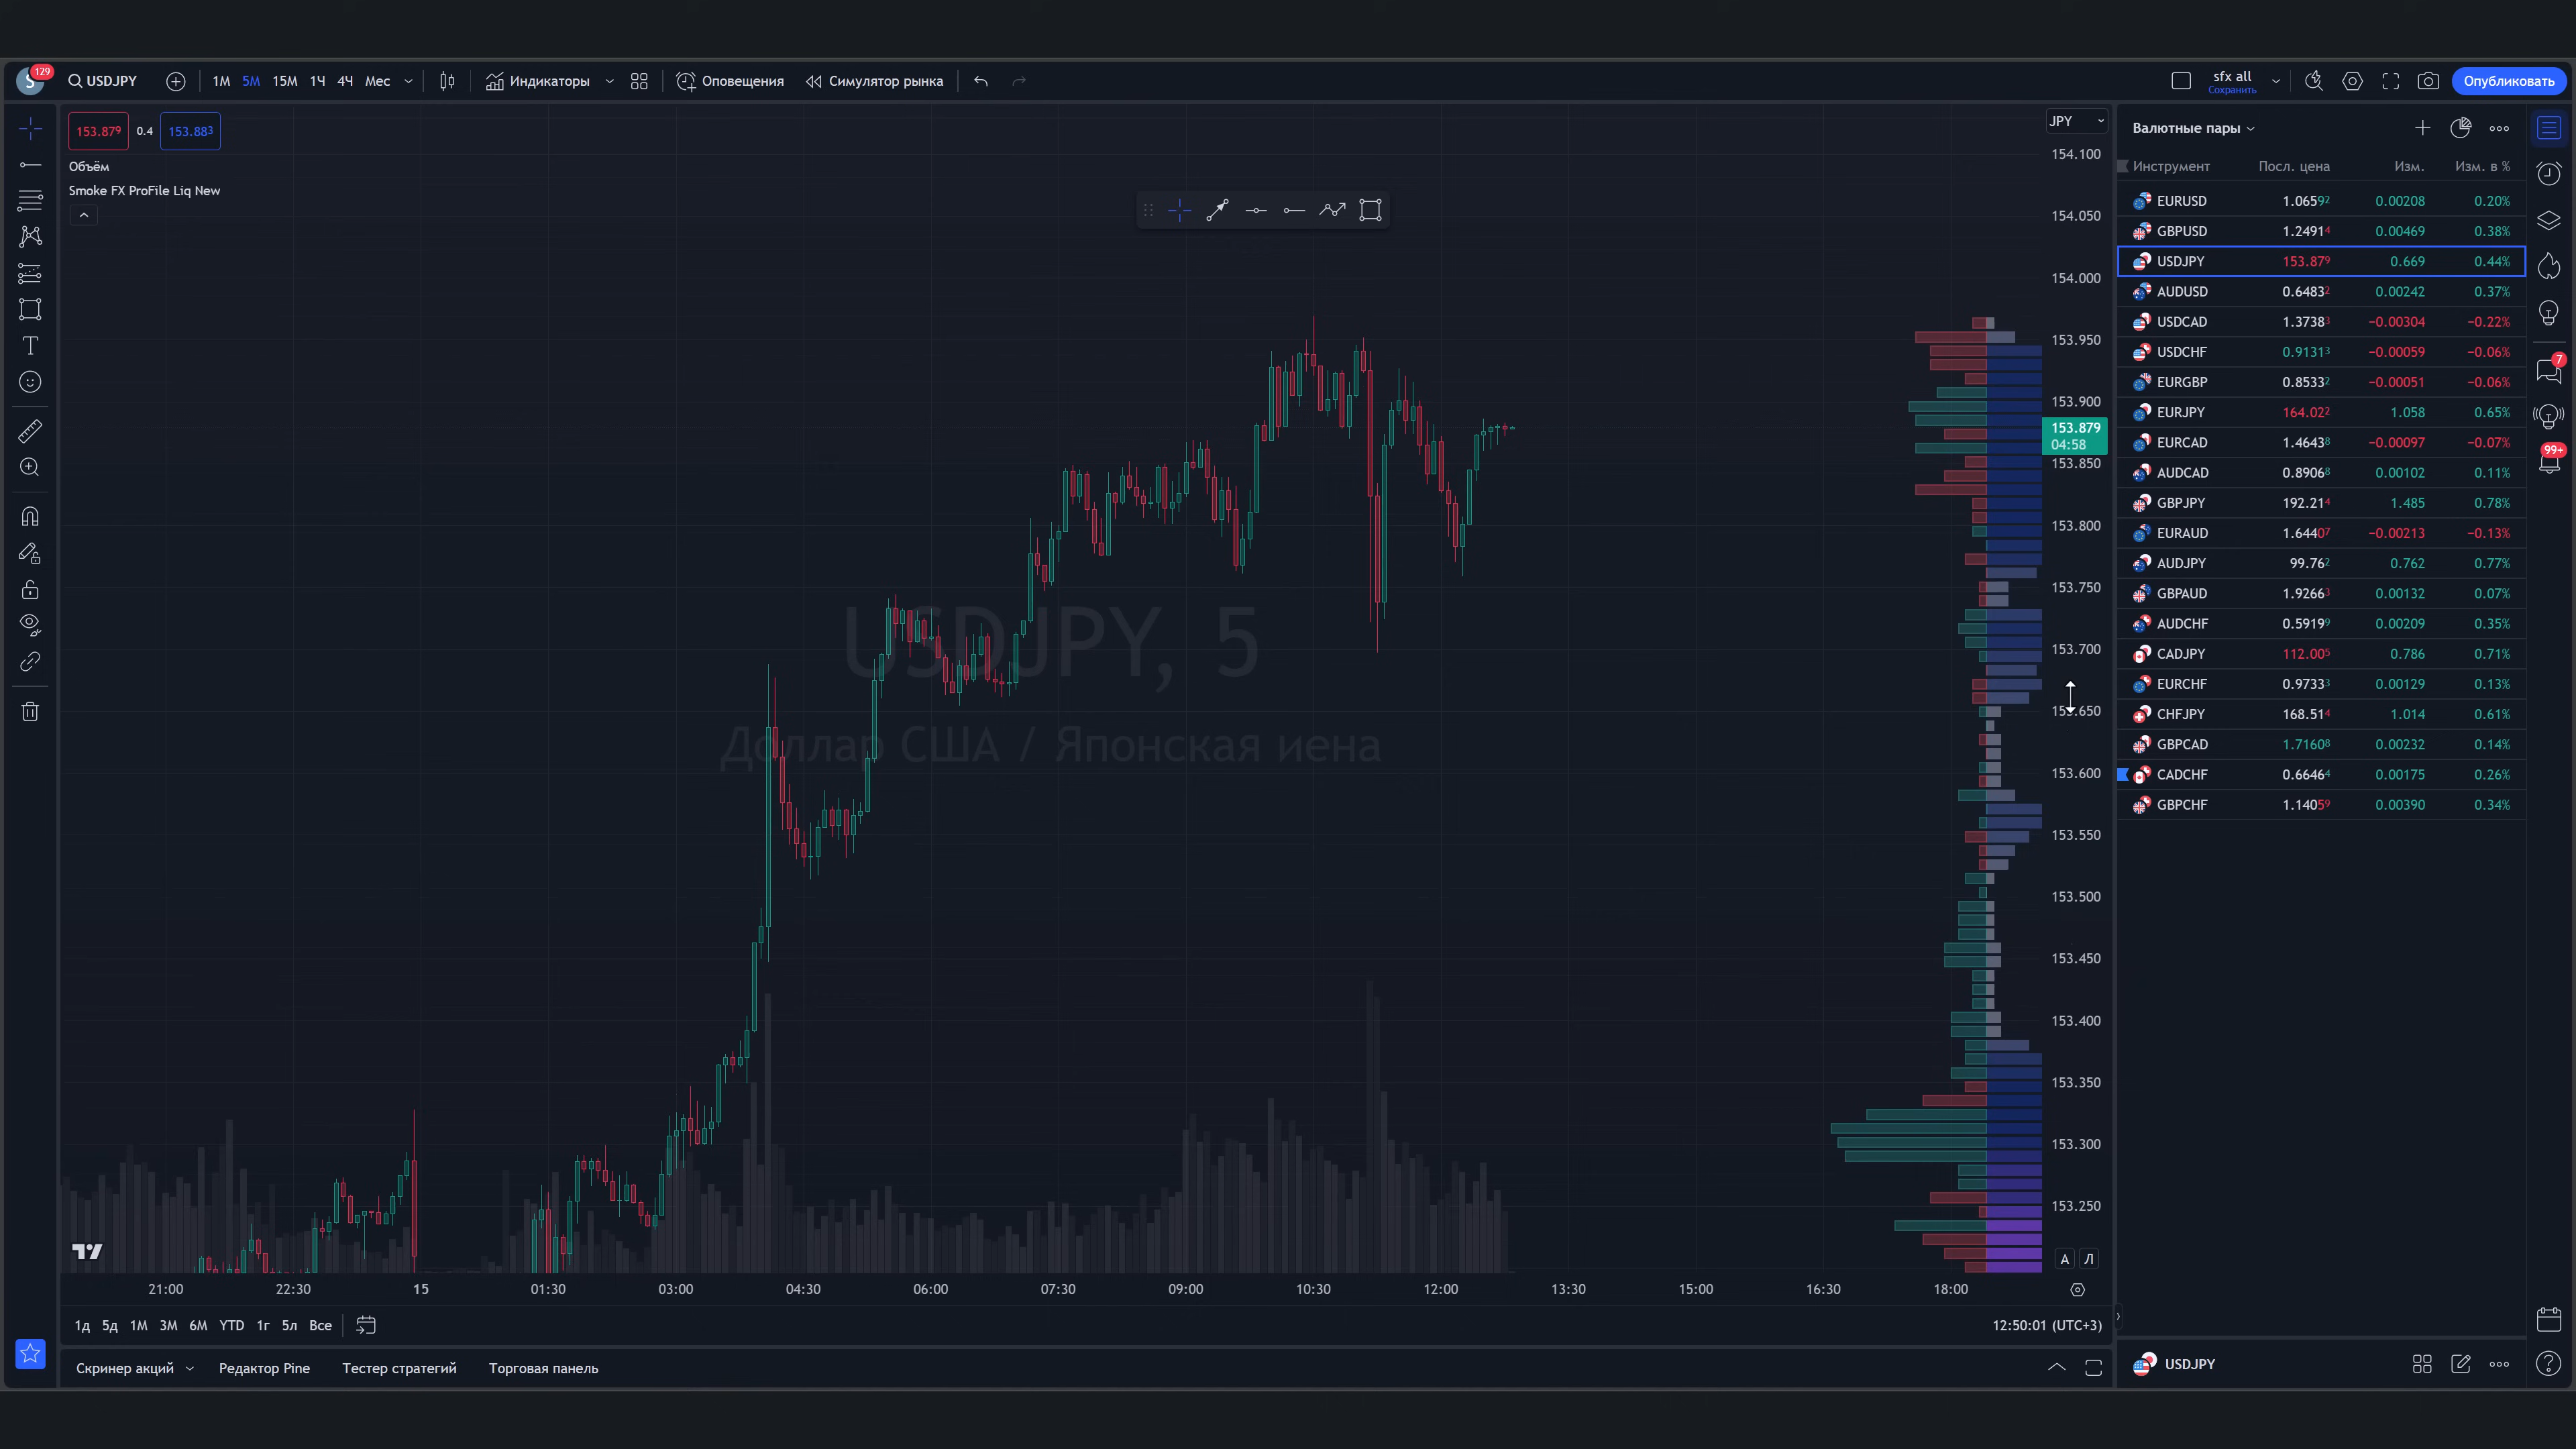 129
S
USDJPY
1М 5М 15М 1Ч 4Ч Мес
Индикаторы
Оповещения
Симулятор рынка
sfx all
Сохранить
Опубликовать
153.879 0.4 153.883
Объём
Smoke FX ProFile Liq New
USDJPY, 5
Доллар США / Японская иена
JPY
154.100
154.050
154.000
153.950
153.900
153.879
04:58
153.850
153.800
153.750
153.700
153.650
153.600
153.550
153.500
153.450
153.400
153.350
153.300
153.250
А Л
21:00 22:30 15 01:30 03:00 04:30 06:00 07:30 09:00 10:30 12:00 13:30 15:00 16:30 18:00
1д 5д 1М 3М 6М YTD 1г 5л Все
12:50:01 (UTC+3)
Скринер акций Редактор Pine Тестер стратегий Торговая панель
Валютные пары
Инструмент Посл. цена Изм. Изм. в %
EURUSD 1.06592 0.00208 0.20%
GBPUSD 1.24914 0.00469 0.38%
USDJPY 153.879 0.669 0.44%
AUDUSD 0.64832 0.00242 0.37%
USDCAD 1.37383 −0.00304 −0.22%
USDCHF 0.91313 −0.00059 −0.06%
EURGBP 0.85332 −0.00051 −0.06%
EURJPY 164.022 1.058 0.65%
EURCAD 1.46438 −0.00097 −0.07%
AUDCAD 0.89068 0.00102 0.11%
GBPJPY 192.214 1.485 0.78%
EURAUD 1.64407 −0.00213 −0.13%
AUDJPY 99.762 0.762 0.77%
GBPAUD 1.92663 0.00132 0.07%
AUDCHF 0.59199 0.00209 0.35%
CADJPY 112.005 0.786 0.71%
EURCHF 0.97333 0.00129 0.13%
CHFJPY 168.514 1.014 0.61%
GBPCAD 1.71608 0.00232 0.14%
CADCHF 0.66464 0.00175 0.26%
GBPCHF 1.14059 0.00390 0.34%
USDJPY
7
99+